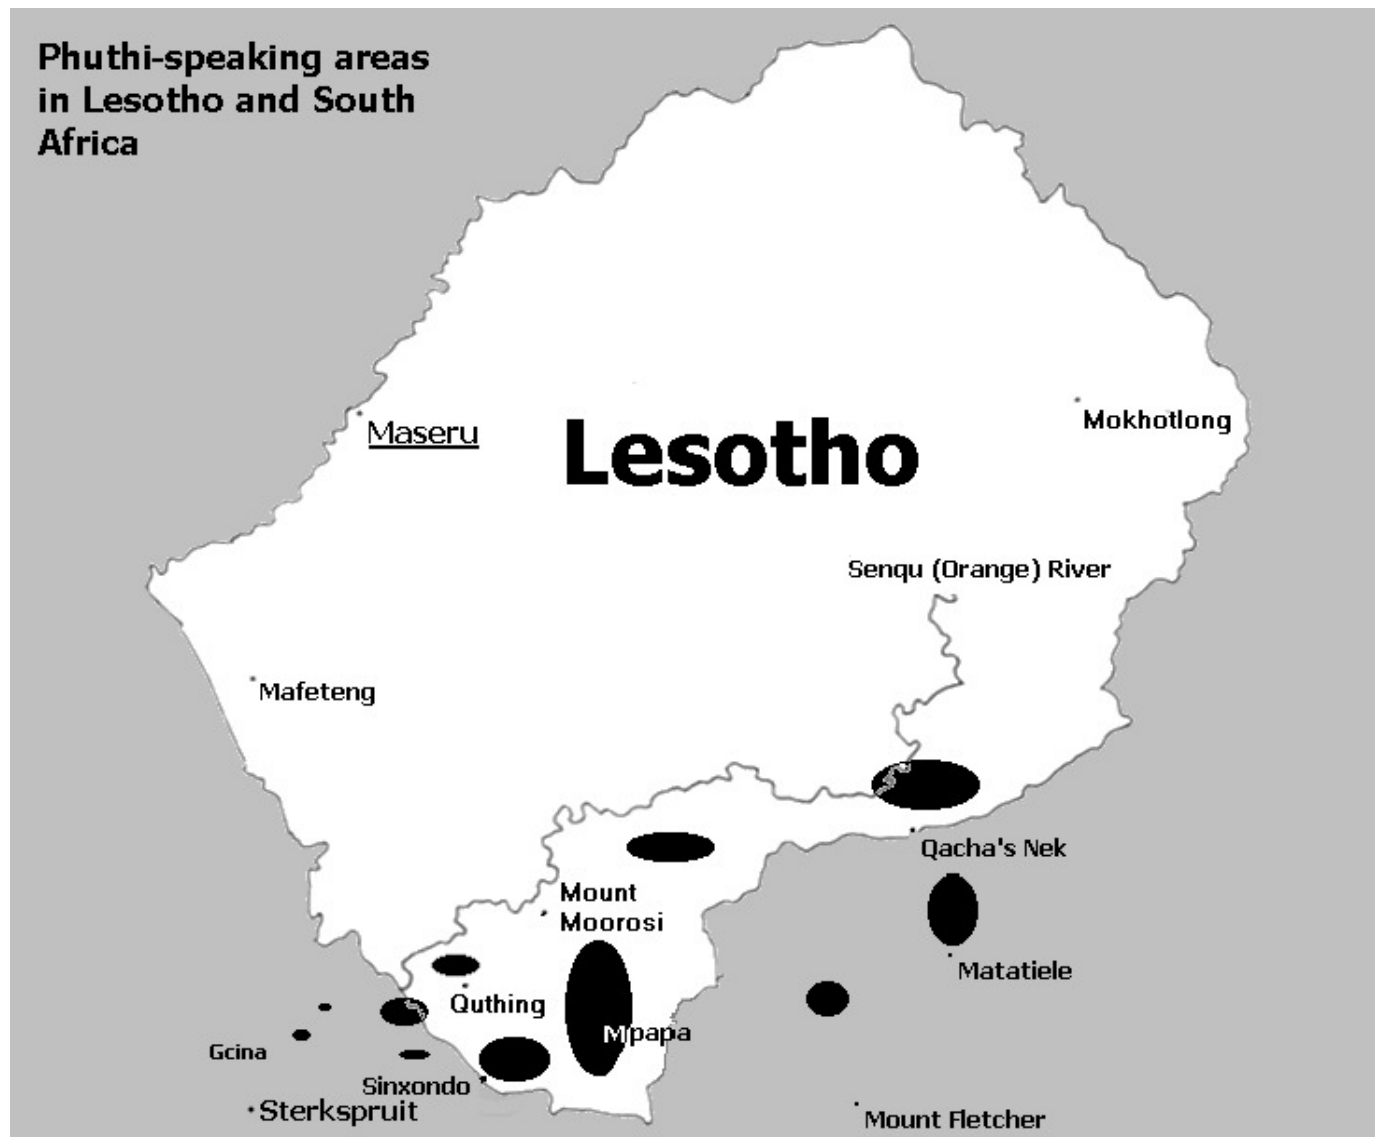 Phuthi-speaking areas
in Lesotho and South
Africa
Maseru
Lesotho
Mokhotlong
Senqu (Orange) River
Mafeteng
Qacha's Nek
Mount
Moorosi
Matatiele
Quthing
Mpapa
Gcina
Sinxondo
Sterkspruit
Mount Fletcher